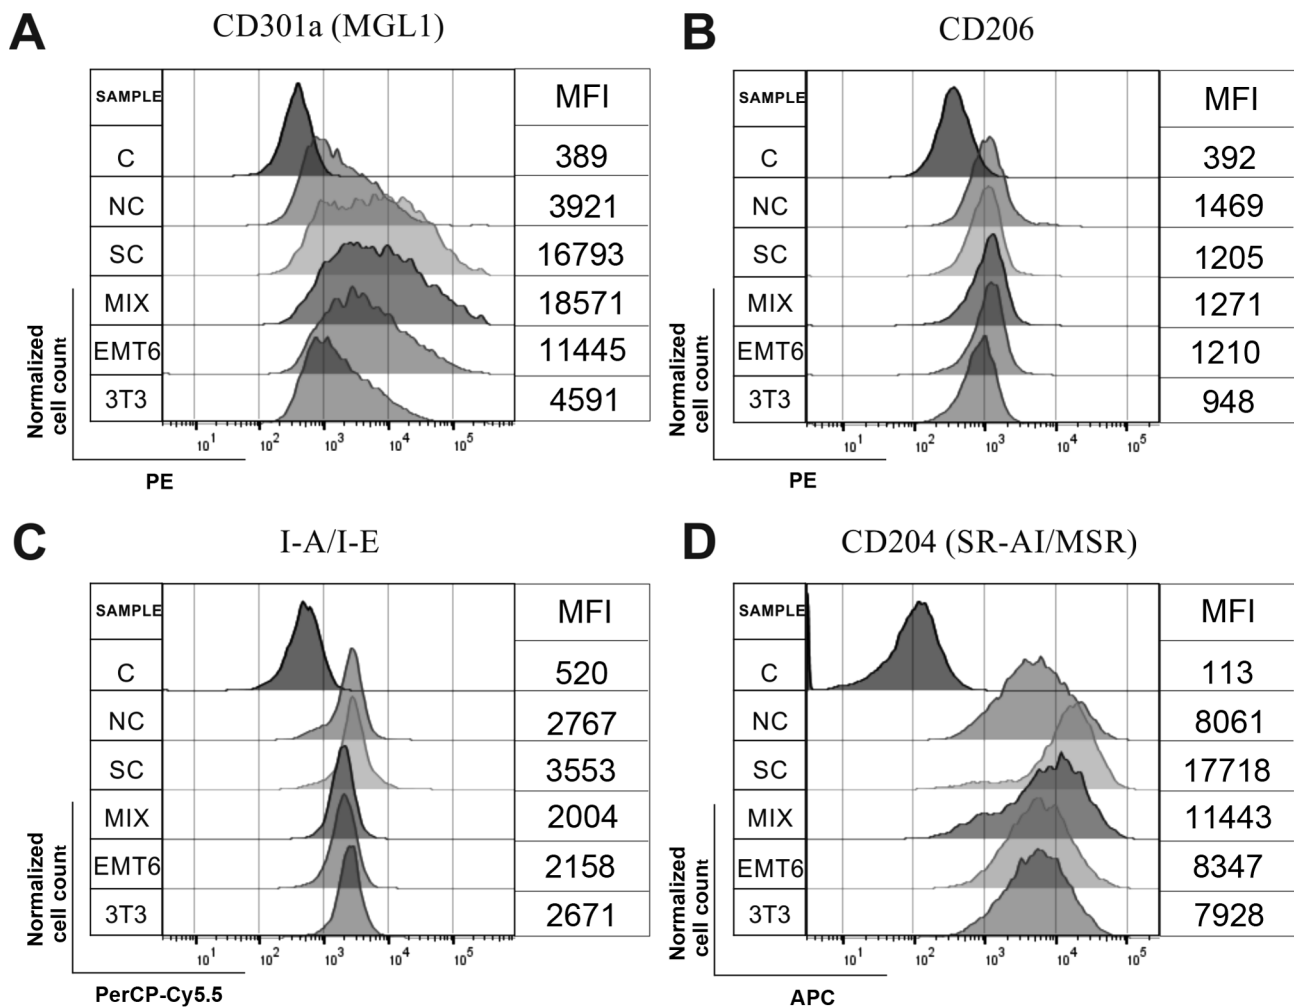 A
CD301a (MGL1)
SAMPLE MFI
C 389
NC 3921
SC 16793
MIX 18571
EMT6 11445
3T3 4591
Normalized
cell count
10¹ 10² 10³ 10⁴ 10⁵
PE
B
CD206
SAMPLE MFI
C 392
NC 1469
SC 1205
MIX 1271
EMT6 1210
3T3 948
Normalized
cell count
10¹ 10² 10³ 10⁴ 10⁵
PE
C
I-A/I-E
SAMPLE MFI
C 520
NC 2767
SC 3553
MIX 2004
EMT6 2158
3T3 2671
Normalized
cell count
10¹ 10² 10³ 10⁴ 10⁵
PerCP-Cy5.5
D
CD204 (SR-AI/MSR)
SAMPLE MFI
C 113
NC 8061
SC 17718
MIX 11443
EMT6 8347
3T3 7928
Normalized
cell count
10¹ 10² 10³ 10⁴ 10⁵
APC